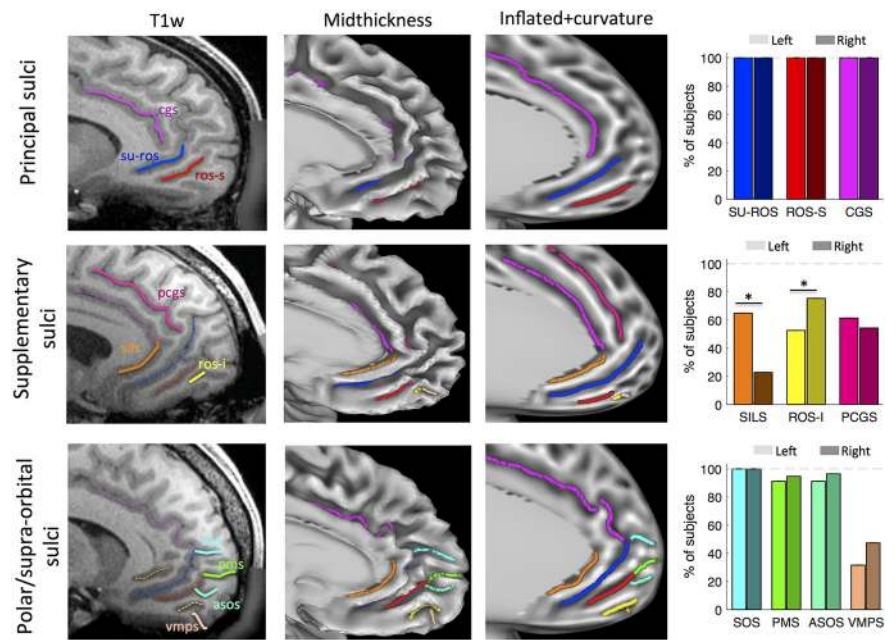 T1w
Midthickness
Inflated+curvature
Principal sulci
cgs
su-ros
ros-s
Left
Right
% of subjects
100
80
60
40
20
0
SU-ROS
ROS-S
CGS
Supplementary
sulci
pcgs
sils
ros-i
Left
Right
% of subjects
100
80
60
40
20
0
*
*
SILS
ROS-I
PCGS
Polar/supra-orbital
sulci
pms
asos
vmps
Left
Right
% of subjects
100
80
60
40
20
0
SOS
PMS
ASOS
VMPS